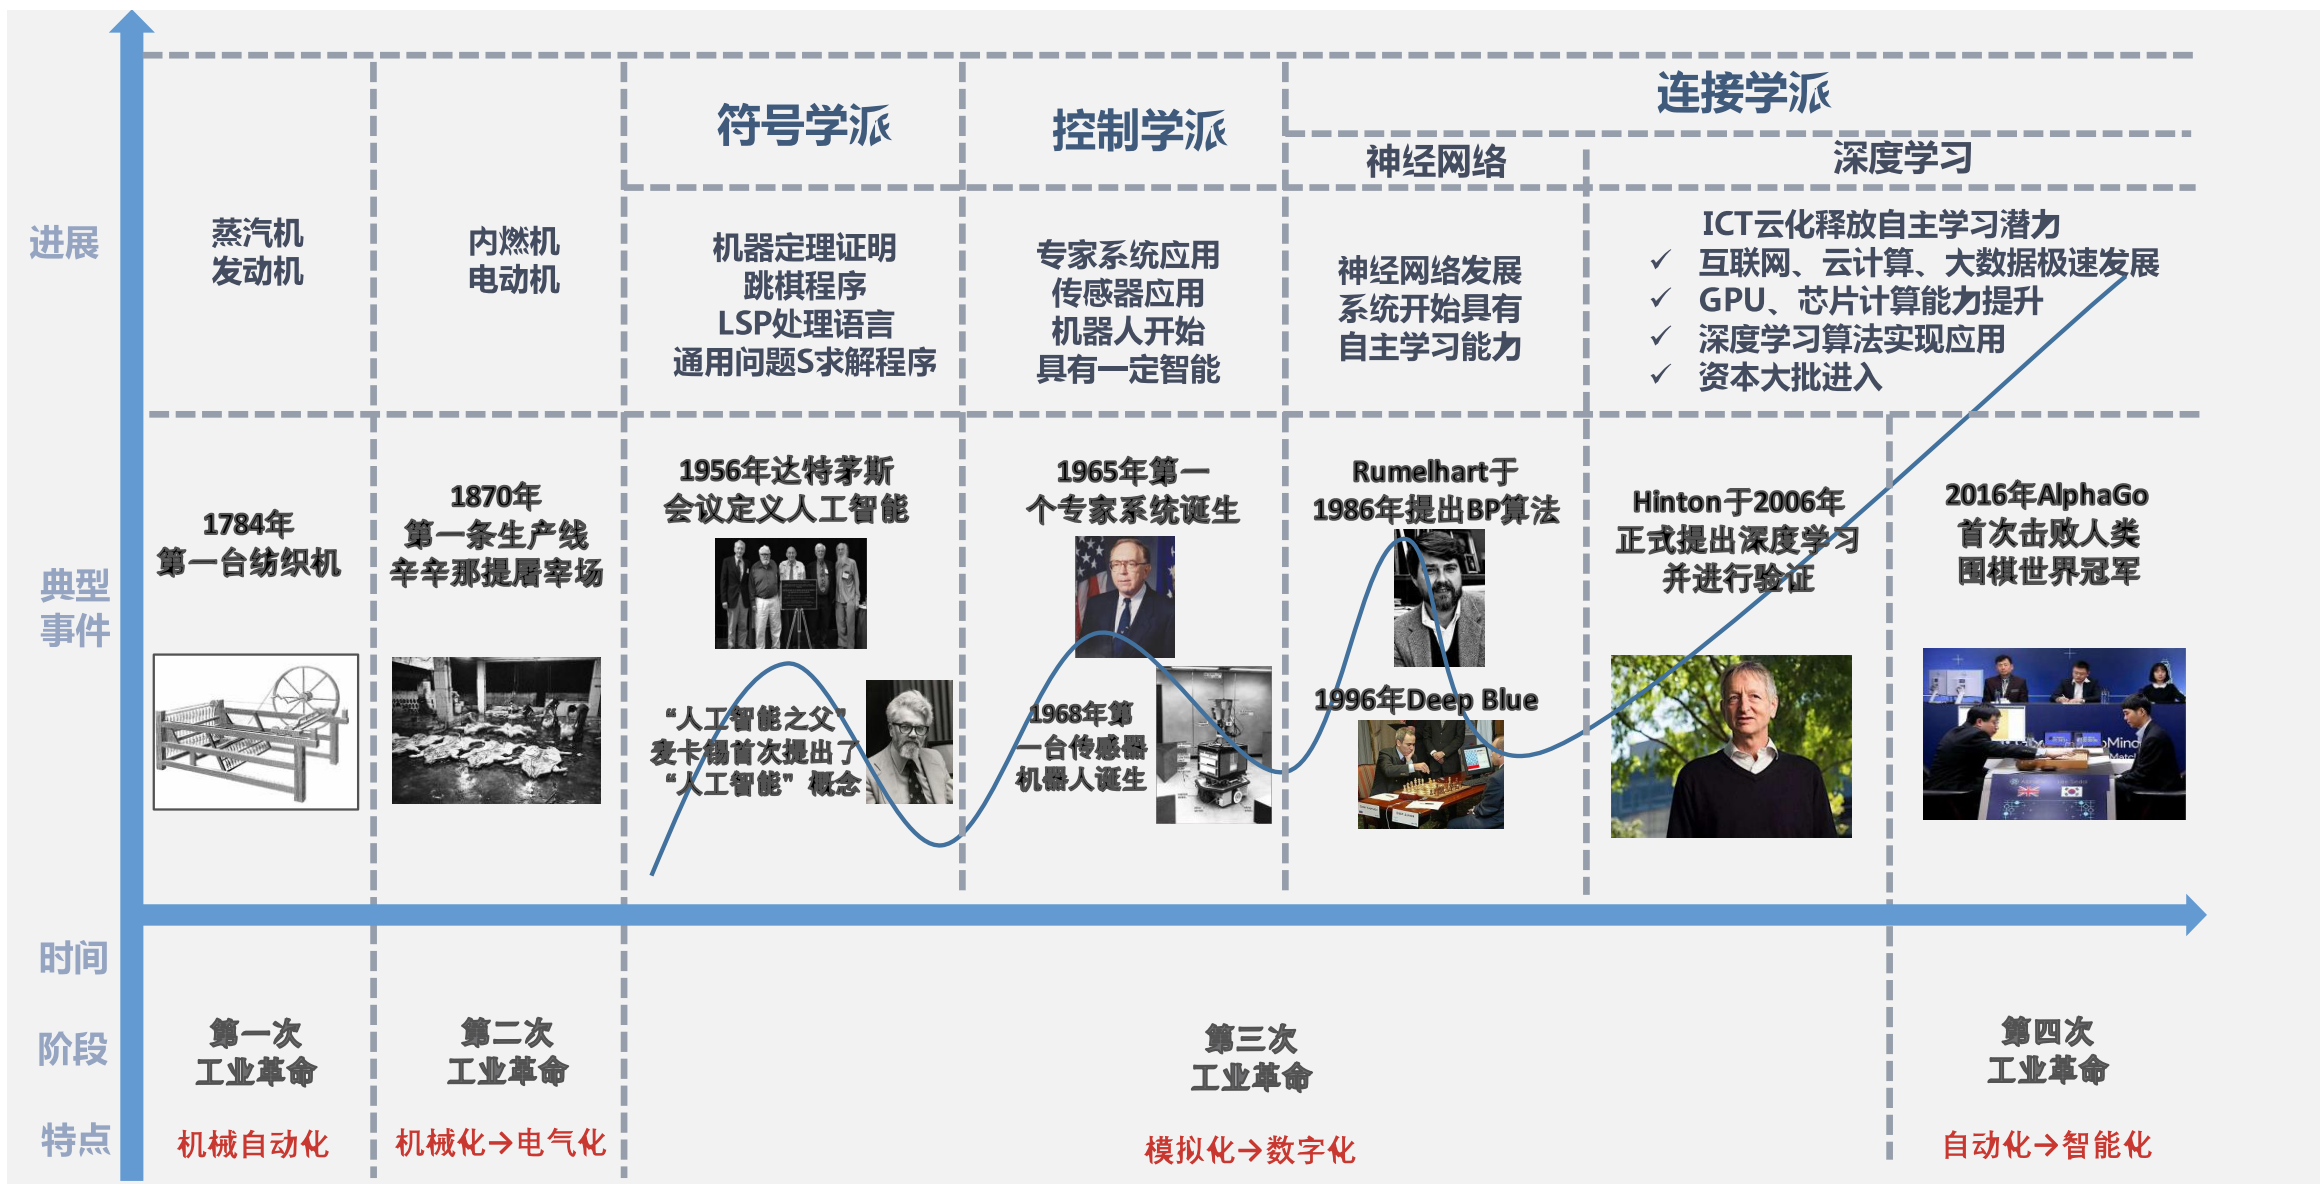 符号学派
控制学派
连接学派
神经网络
深度学习
进展
蒸汽机
发动机
内燃机
电动机
机器定理证明
跳棋程序
LSP处理语言
通用问题S求解程序
专家系统应用
传感器应用
机器人开始
具有一定智能
神经网络发展
系统开始具有
自主学习能力
ICT云化释放自主学习潜力
✓ 互联网、云计算、大数据极速发展
✓ GPU、芯片计算能力提升
✓ 深度学习算法实现应用
✓ 资本大批进入
典型
事件
1784年
第一台纺织机
1870年
第一条生产线
辛辛那提屠宰场
1956年达特茅斯
会议定义人工智能
“人工智能之父”
麦卡锡首次提出了
“人工智能”概念
1965年第一
个专家系统诞生
1968年第
一台传感器
机器人诞生
Rumelhart于
1986年提出BP算法
1996年Deep Blue
Hinton于2006年
正式提出深度学习
并进行验证
2016年AlphaGo
首次击败人类
围棋世界冠军
时间
阶段
第一次
工业革命
第二次
工业革命
第三次
工业革命
第四次
工业革命
特点
机械自动化
机械化→电气化
模拟化→数字化
自动化→智能化